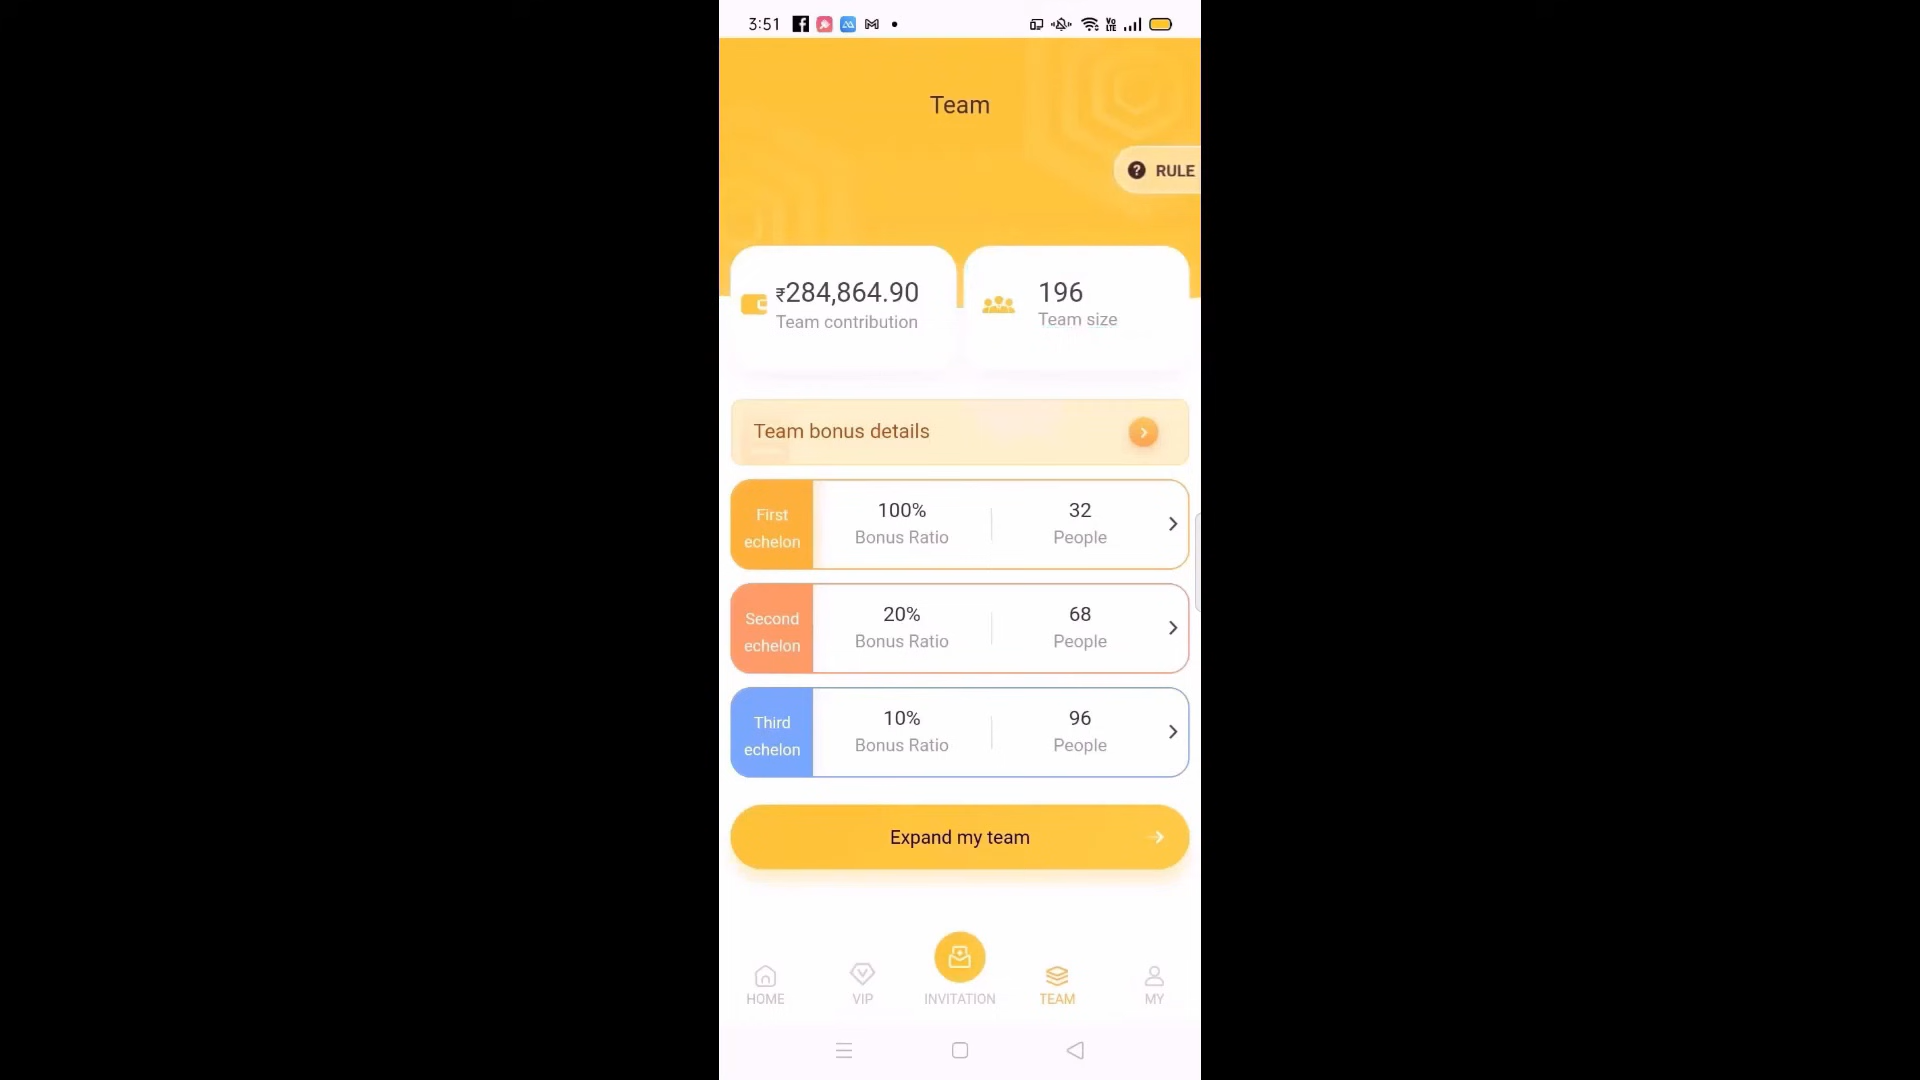 3:51
VoLTE
Team
? RULE
₹284,864.90
Team contribution
196
Team size
Team bonus details
First
echelon
100%
Bonus Ratio
32
People
Second
echelon
20%
Bonus Ratio
68
People
Third
echelon
10%
Bonus Ratio
96
People
Expand my team
HOME
VIP
INVITATION
TEAM
MY